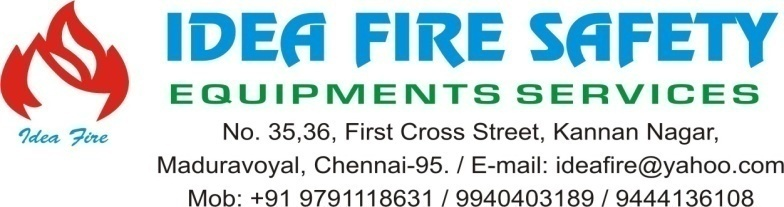 IDEA FIRE SAFETY
EQUIPMENTS SERVICES
Idea Fire
No. 35,36, First Cross Street, Kannan Nagar,
Maduravoyal, Chennai-95. / E-mail: ideafire@yahoo.com
Mob: +91 9791118631 / 9940403189 / 9444136108